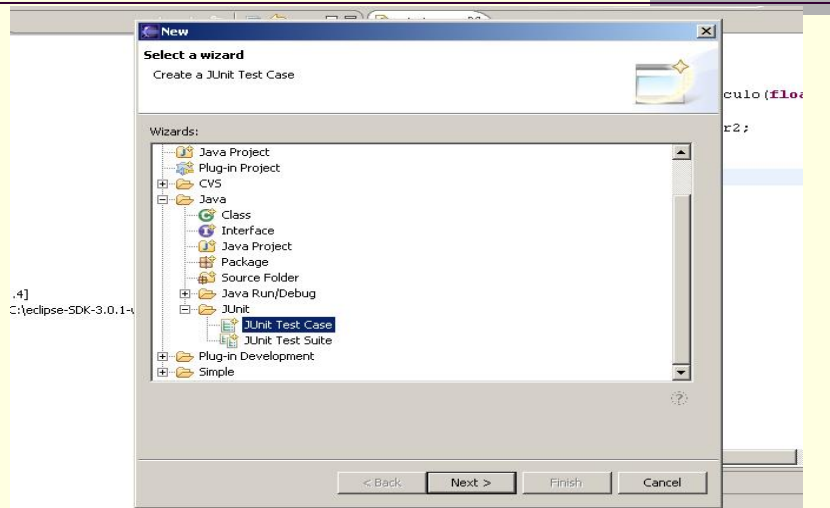 New
Select a wizard
Create a JUnit Test Case
culo(floa
r2;
Wizards:
Java Project
Plug-in Project
CVS
Java
Class
Interface
Java Project
Package
Source Folder
.4]
Java Run/Debug
C:\eclipse-SDK-3.0.1-
JUnit
JUnit Test Case
JUnit Test Suite
Plug-in Development
Simple
?
< Back
Next >
Finish
Cancel